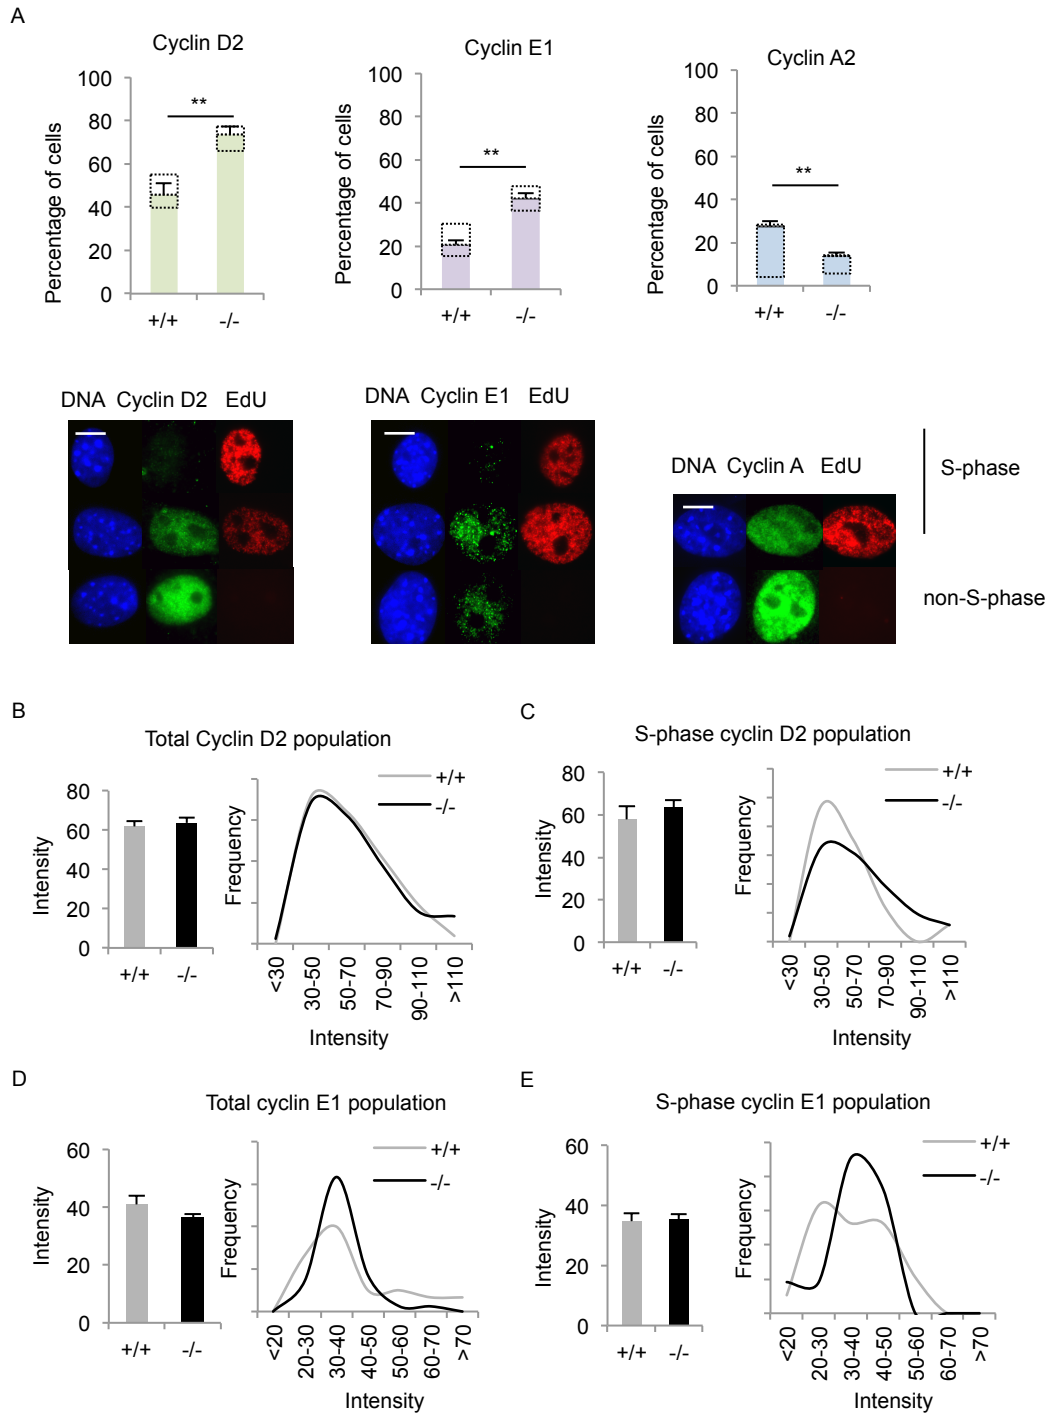 A
Cyclin D2
Cyclin E1
Cyclin A2
Percentage of cells
100
80
60
40
20
0
**
+/+ -/-
Percentage of cells
100
80
60
40
20
0
**
+/+ -/-
Percentage of cells
100
80
60
40
20
0
**
+/+ -/-
DNA Cyclin D2 EdU
DNA Cyclin E1 EdU
DNA Cyclin A EdU
S-phase
non-S-phase
B
Total Cyclin D2 population
Intensity
80
60
40
20
0
+/+ -/-
Frequency
+/+
-/-
<30 30-50 50-70 70-90 90-110 >110
Intensity
C
S-phase cyclin D2 population
Intensity
80
60
40
20
0
+/+ -/-
Frequency
+/+
-/-
<30 30-50 50-70 70-90 90-110 >110
Intensity
D
Total cyclin E1 population
Intensity
60
40
20
0
+/+ -/-
Frequency
+/+
-/-
<20 20-30 30-40 40-50 50-60 60-70 >70
Intensity
E
S-phase cyclin E1 population
Intensity
60
40
20
0
+/+ -/-
Frequency
+/+
-/-
<20 20-30 30-40 40-50 50-60 60-70 >70
Intensity